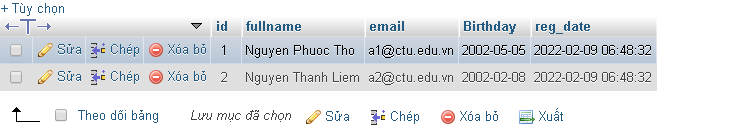 + Tùy chọn
id fullname email Birthday reg_date
Sửa Chép Xóa bỏ 1 Nguyen Phuoc Tho a1@ctu.edu.vn 2002-05-05 2022-02-09 06:48:32
Sửa Chép Xóa bỏ 2 Nguyen Thanh Liem a2@ctu.edu.vn 2002-02-08 2022-02-09 06:48:32
Theo dõi bảng Lưu mục đã chọn Sửa Chép Xóa bỏ Xuất